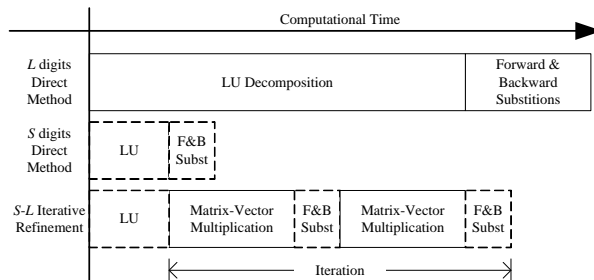 Computational Time
L digits
Direct
Method
LU Decomposition
Forward &
Backward
Substitions
S digits
Direct
Method
LU
F&B
Subst
S-L Iterative
Refinement
LU
Matrix-Vector
Multiplication
F&B
Subst
Matrix-Vector
Multiplication
F&B
Subst
Iteration